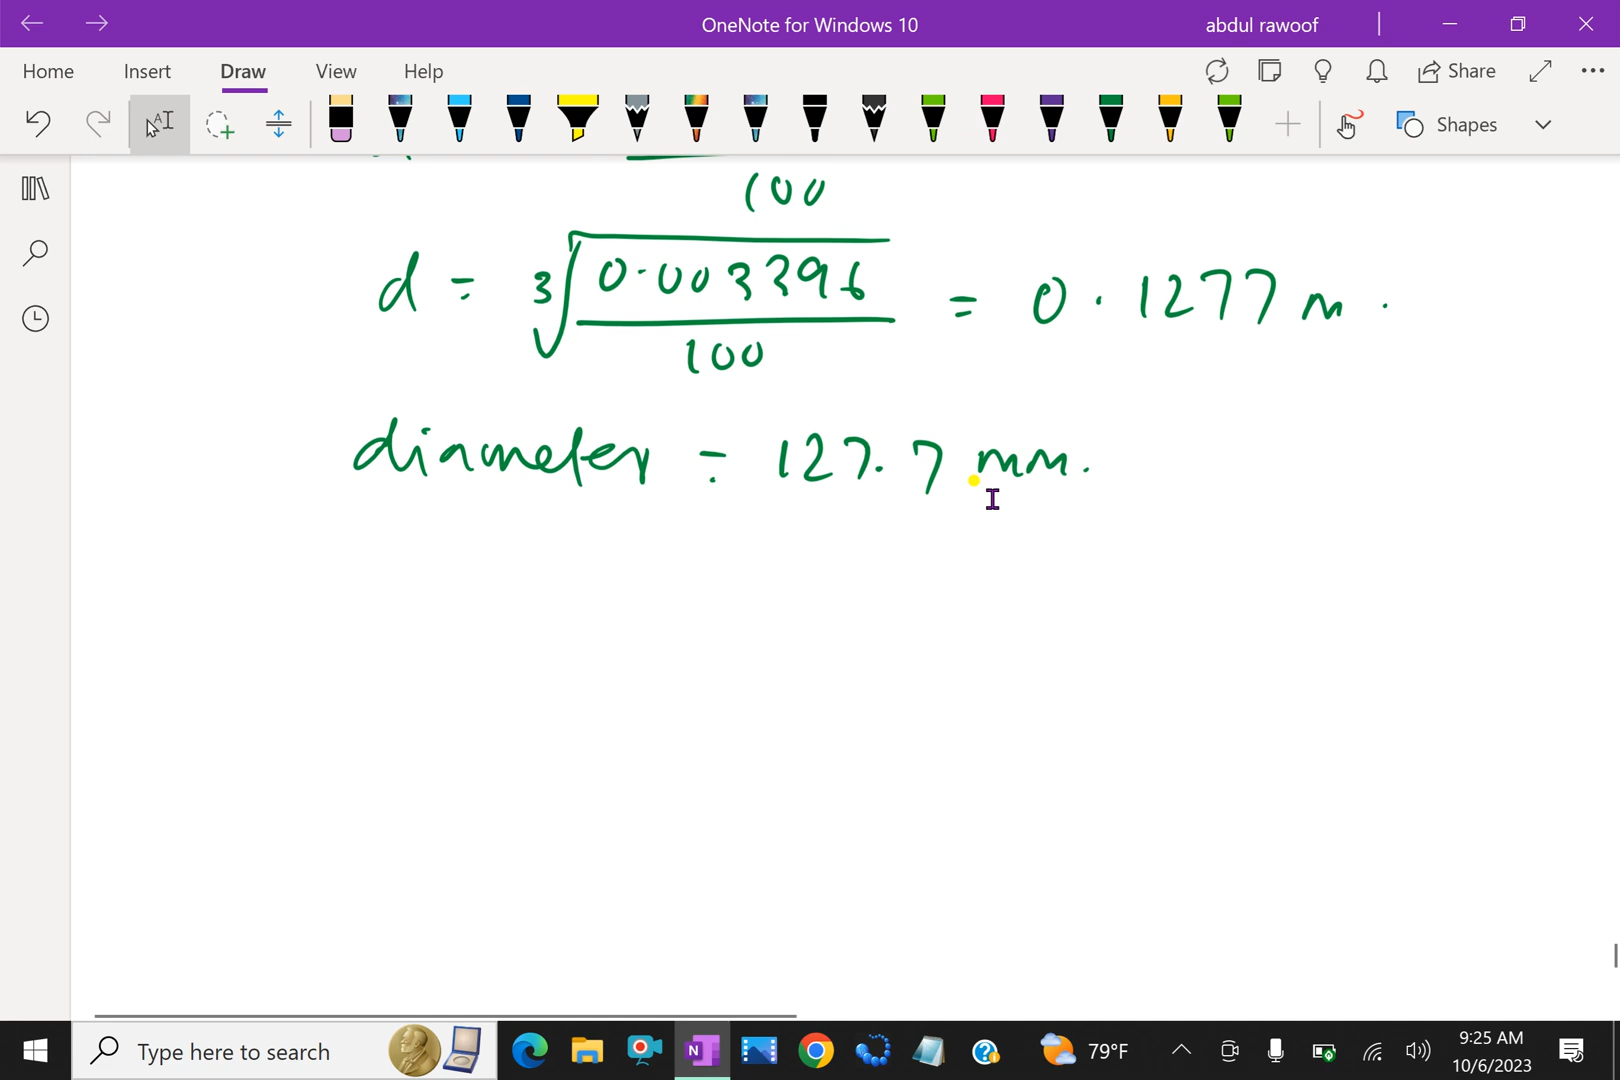 OneNote for Windows 10
abdul rawoof
Home Insert Draw View Help
Share
Shapes
100
d = 3√0.003396 = 0.1277 m.
100
diameter = 127.7 mm.
Type here to search
79°F
9:25 AM
10/6/2023